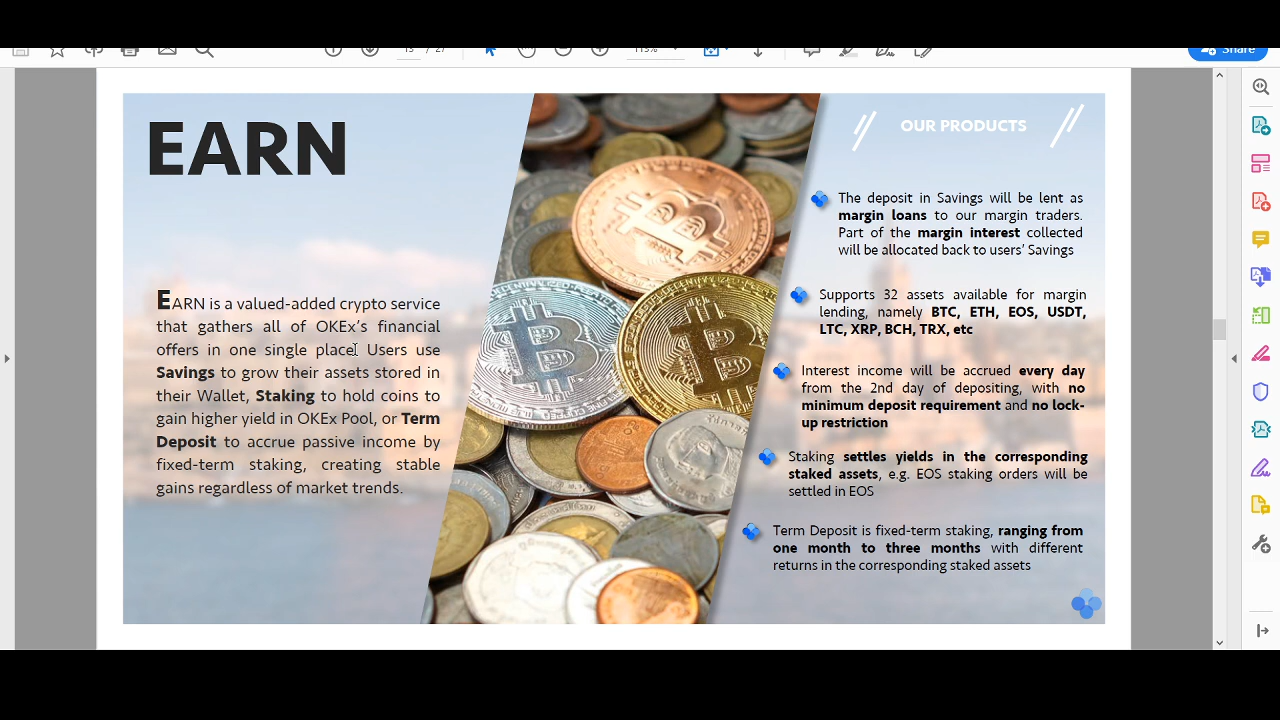 Share
EARN
EARN is a valued-added crypto service
that gathers all of OKEx's financial
offers in one single place. Users use
Savings to grow their assets stored in
their Wallet, Staking to hold coins to
gain higher yield in OKEx Pool, or Term
Deposit to accrue passive income by
fixed-term staking, creating stable
gains regardless of market trends.
OUR PRODUCTS
The deposit in Savings will be lent as
margin loans to our margin traders.
Part of the margin interest collected
will be allocated back to users' Savings
Supports 32 assets available for margin
lending, namely BTC, ETH, EOS, USDT,
LTC, XRP, BCH, TRX, etc
Interest income will be accrued every day
from the 2nd day of depositing, with no
minimum deposit requirement and no lock-
up restriction
Staking settles yields in the corresponding
staked assets, e.g. EOS staking orders will be
settled in EOS
Term Deposit is fixed-term staking, ranging from
one month to three months with different
returns in the corresponding staked assets